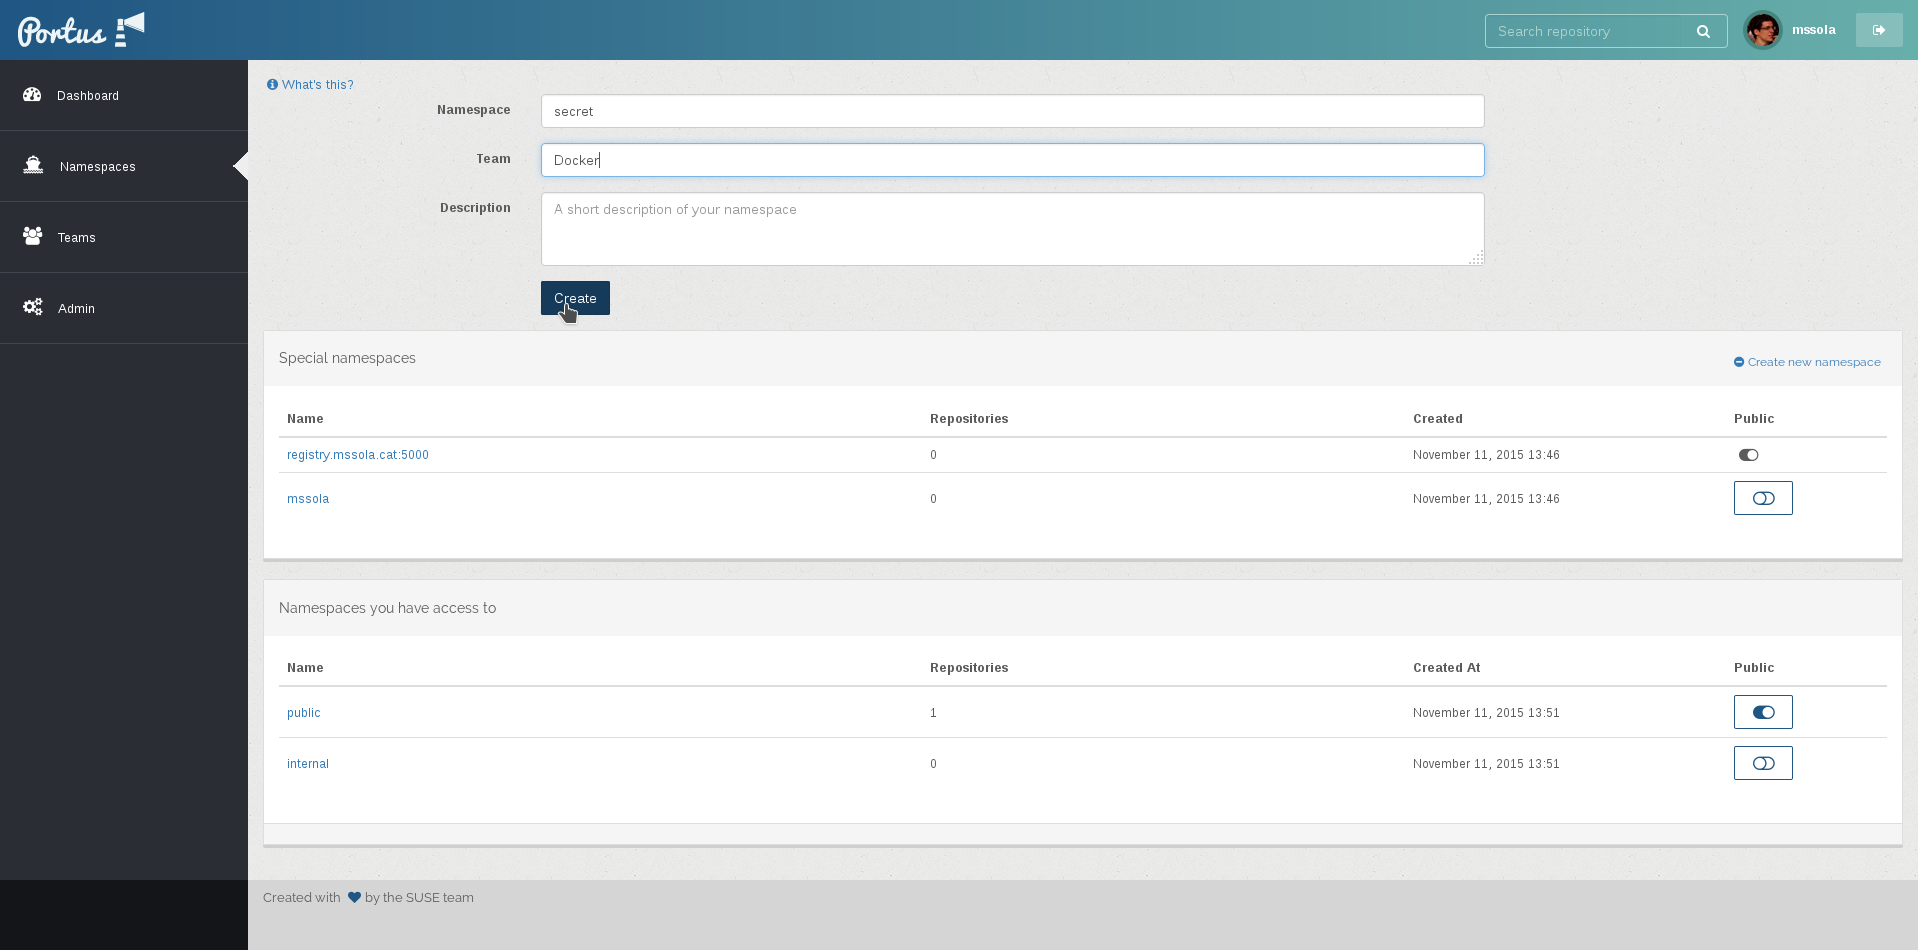 Portus
Search repository
mssola
Dashboard
Namespaces
Teams
Admin
What's this?
Namespace
secret
Team
Docker
Description
A short description of your namespace
Create
Special namespaces
Create new namespace
Name Repositories Created Public
registry.mssola.cat:5000 0 November 11, 2015 13:46
mssola 0 November 11, 2015 13:46
Namespaces you have access to
Name Repositories Created At Public
public 1 November 11, 2015 13:51
internal 0 November 11, 2015 13:51
Created with by the SUSE team